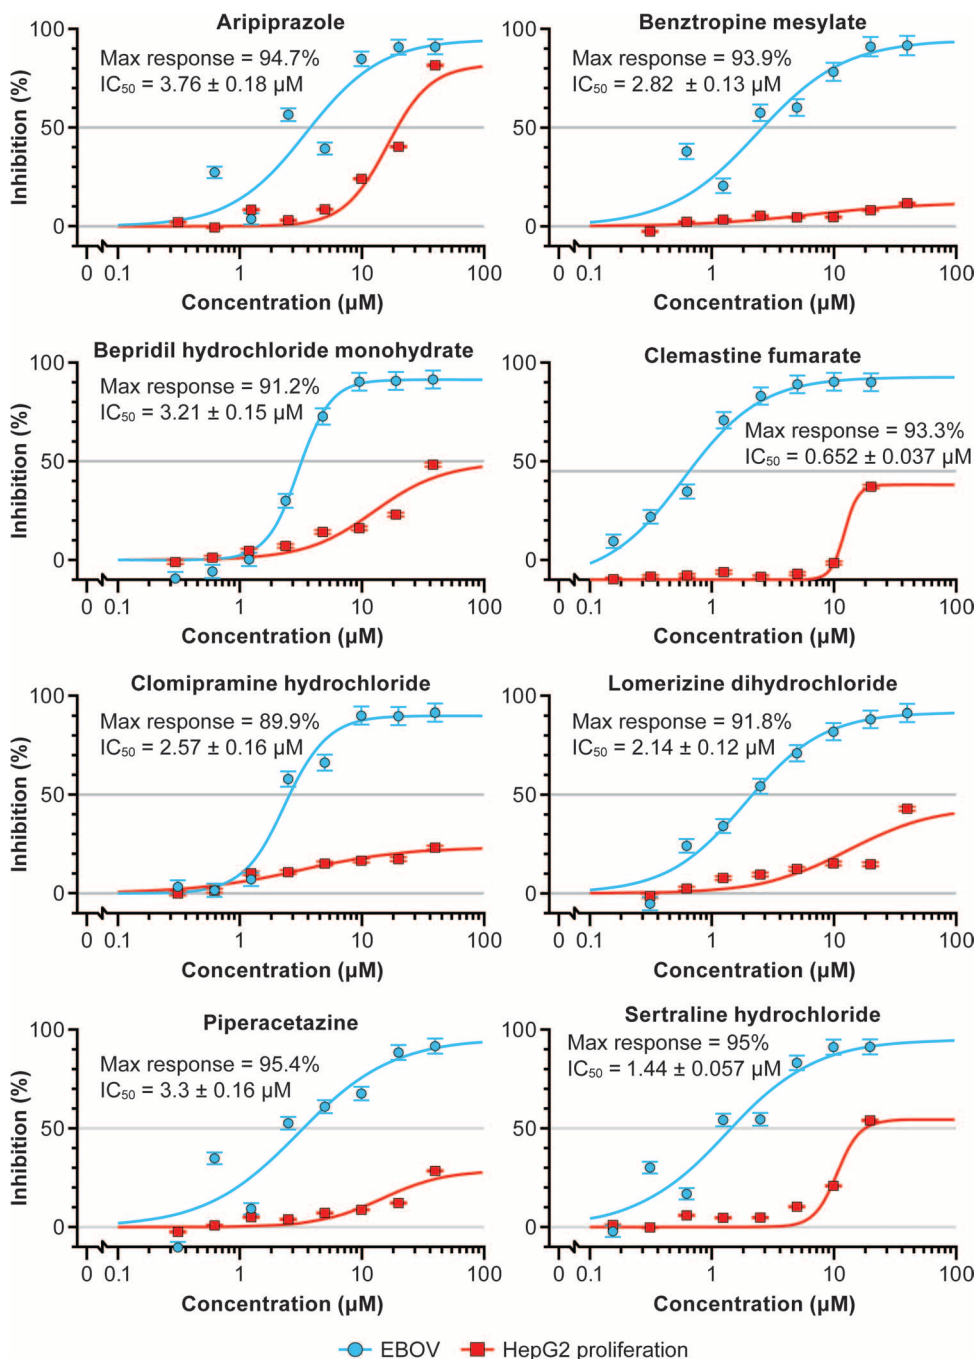 Aripiprazole
Max response = 94.7%
IC₅₀ = 3.76 ± 0.18 µM
Inhibition (%)
100
50
0
0 0.1 1 10 100
Concentration (µM)
Benztropine mesylate
Max response = 93.9%
IC₅₀ = 2.82 ± 0.13 µM
100
50
0
0 0.1 1 10 100
Concentration (µM)
Bepridil hydrochloride monohydrate
Max response = 91.2%
IC₅₀ = 3.21 ± 0.15 µM
Inhibition (%)
100
50
0
0 0.1 1 10 100
Concentration (µM)
Clemastine fumarate
Max response = 93.3%
IC₅₀ = 0.652 ± 0.037 µM
100
50
0
0 0.1 1 10 100
Concentration (µM)
Clomipramine hydrochloride
Max response = 89.9%
IC₅₀ = 2.57 ± 0.16 µM
Inhibition (%)
100
50
0
0 0.1 1 10 100
Concentration (µM)
Lomerizine dihydrochloride
Max response = 91.8%
IC₅₀ = 2.14 ± 0.12 µM
100
50
0
0 0.1 1 10 100
Concentration (µM)
Piperacetazine
Max response = 95.4%
IC₅₀ = 3.3 ± 0.16 µM
Inhibition (%)
100
50
0
0 0.1 1 10 100
Concentration (µM)
Sertraline hydrochloride
Max response = 95%
IC₅₀ = 1.44 ± 0.057 µM
100
50
0
0 0.1 1 10 100
Concentration (µM)
EBOV HepG2 proliferation